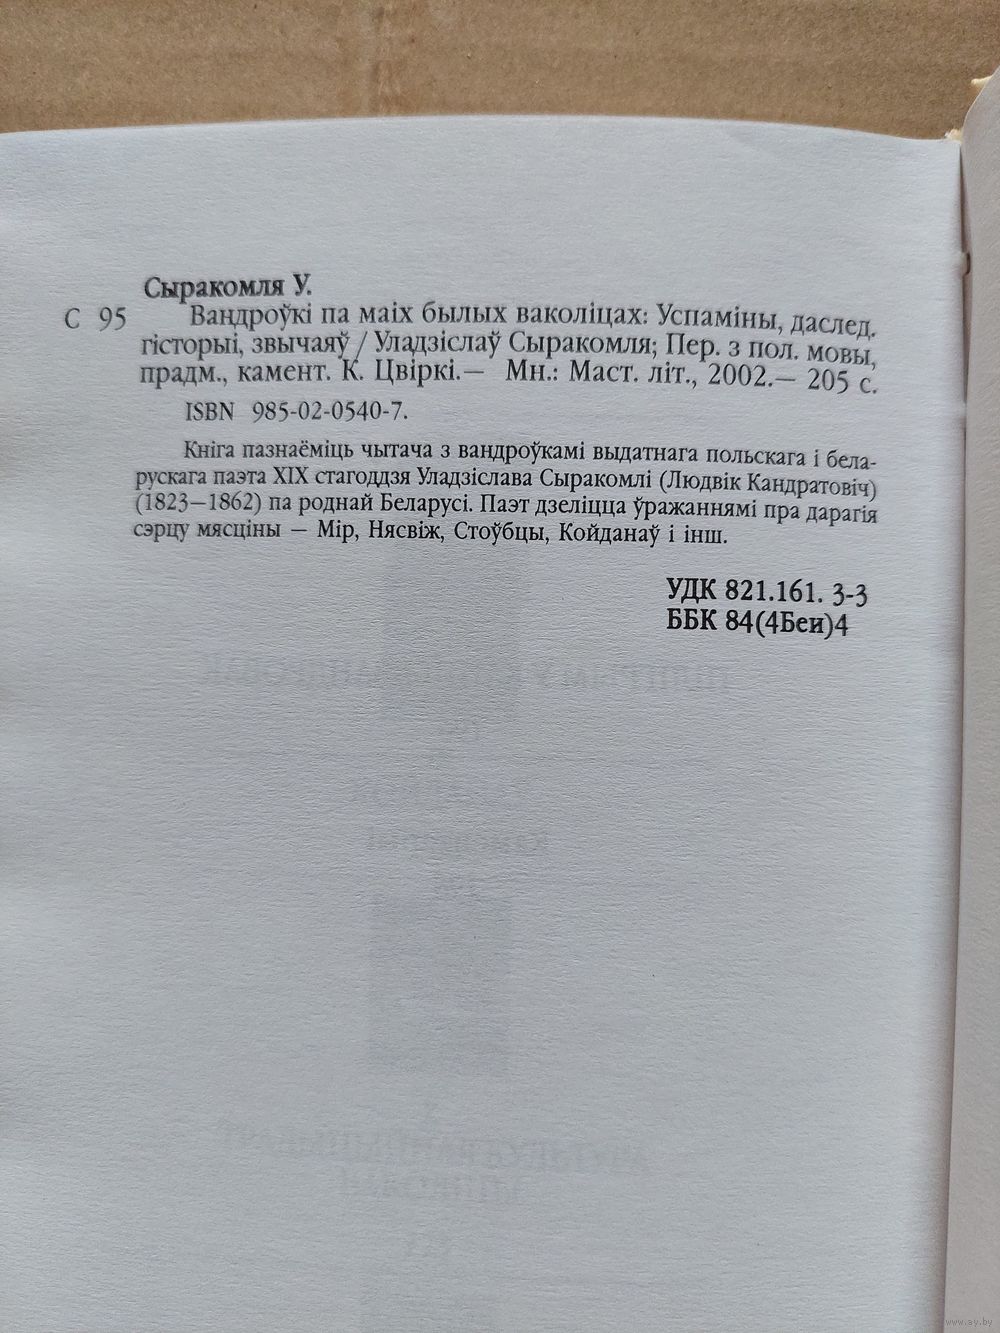 Сыракомля У.
С 95 Вандроўкі па маіх былых ваколіцах: Успаміны, даслед.
гісторыі, звычаяў / Уладзіслаў Сыракомля; Пер. з пол. мовы,
прадм., камент. К. Цвіркі.— Мн.: Маст. літ., 2002.— 205 с.
ISBN 985-02-0540-7.
Кніга пазнаёміць чытача з вандроўкамі выдатнага польскага і бела-
рускага паэта XIX стагоддзя Уладзіслава Сыракомлі (Людвік Кандратовіч)
(1823—1862) па роднай Беларусі. Паэт дзеліцца ўражаннямі пра дарагія
сэрцу мясціны — Мір, Нясвіж, Стоўбцы, Койданаў і інш.
УДК 821.161. 3-3
ББК 84(4Беи)4
www.ay.by